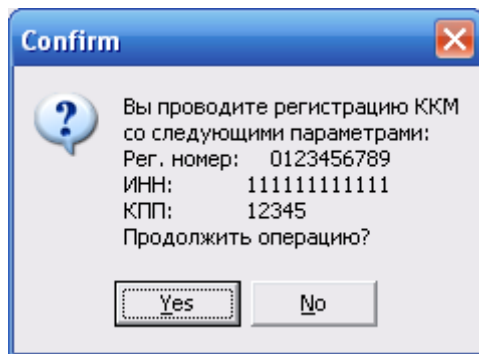 Confirm
Вы проводите регистрацию ККМ
со следующими параметрами:
Рег. номер: 0123456789
ИНН: 111111111111
КПП: 12345
Продолжить операцию?
Yes No